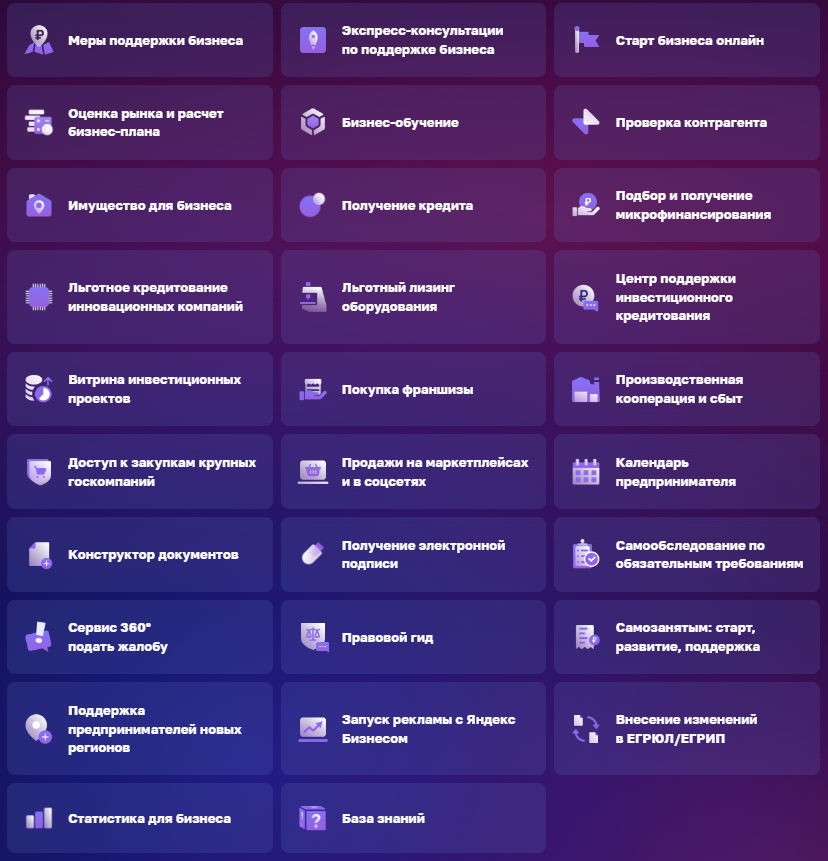 Меры поддержки бизнеса
Экспресс-консультации
по поддержке бизнеса
Старт бизнеса онлайн
Оценка рынка и расчет
бизнес-плана
Бизнес-обучение
Проверка контрагента
Имущество для бизнеса
Получение кредита
Подбор и получение
микрофинансирования
Льготное кредитование
инновационных компаний
Льготный лизинг
оборудования
Центр поддержки
инвестиционного
кредитования
Витрина инвестиционных
проектов
Покупка франшизы
Производственная
кооперация и сбыт
Доступ к закупкам крупных
госкомпаний
Продажи на маркетплейсах
и в соцсетях
Календарь
предпринимателя
Конструктор документов
Получение электронной
подписи
Самообследование по
обязательным требованиям
Сервис 360°
подать жалобу
Правовой гид
Самозанятым: старт,
развитие, поддержка
Поддержка
предпринимателей новых
регионов
Запуск рекламы с Яндекс
Бизнесом
Внесение изменений
в ЕГРЮЛ/ЕГРИП
Статистика для бизнеса
База знаний